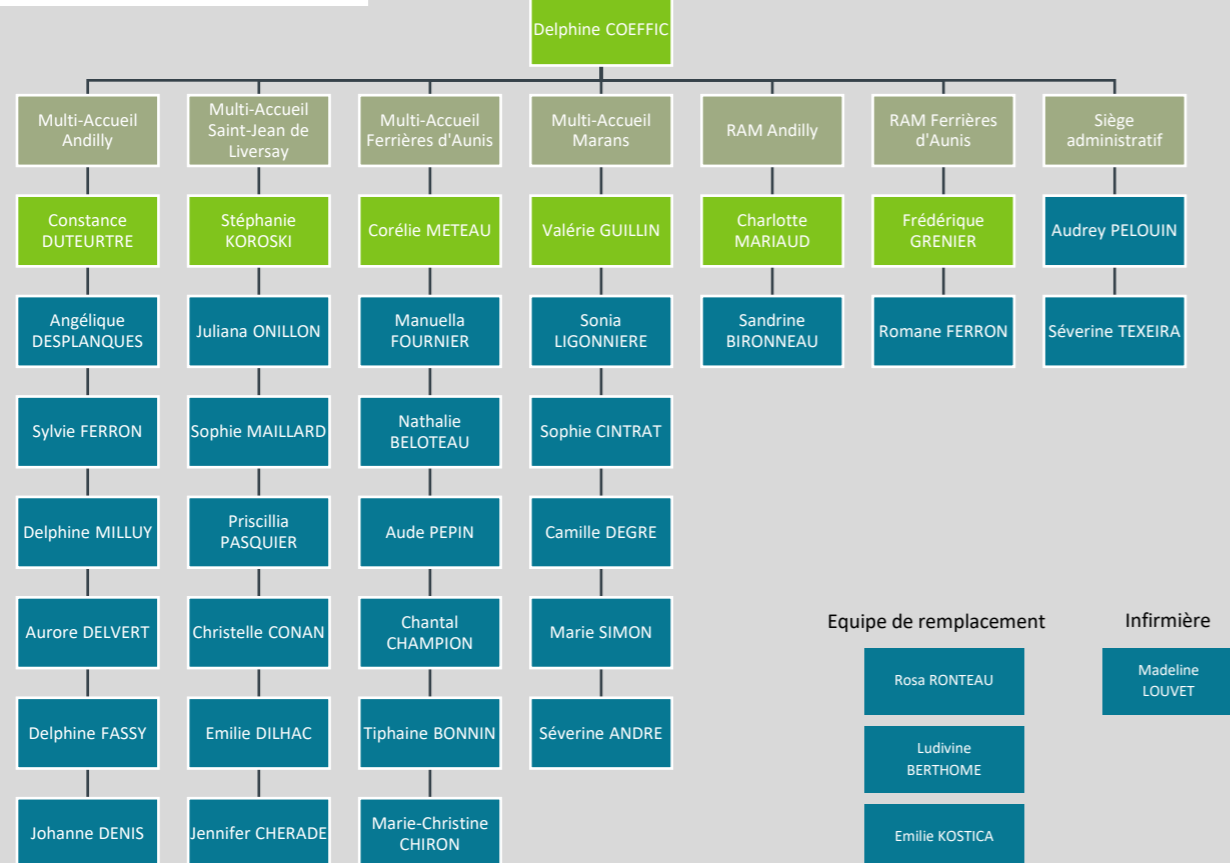 Delphine COEFFIC
Multi-Accueil
Andilly
Multi-Accueil
Saint-Jean de
Liversay
Multi-Accueil
Ferrières d'Aunis
Multi-Accueil
Marans
RAM Andilly
RAM Ferrières
d'Aunis
Siège
administratif
Constance
DUTEURTRE
Stéphanie
KOROSKI
Corélie METEAU
Valérie GUILLIN
Charlotte
MARIAUD
Frédérique
GRENIER
Audrey PELOUIN
Angélique
DESPLANQUES
Juliana ONILLON
Manuella
FOURNIER
Sonia
LIGONNIERE
Sandrine
BIRONNEAU
Romane FERRON
Séverine TEXEIRA
Sylvie FERRON
Sophie MAILLARD
Nathalie
BELOTEAU
Sophie CINTRAT
Delphine MILLUY
Priscillia
PASQUIER
Aude PEPIN
Camille DEGRE
Aurore DELVERT
Christelle CONAN
Chantal
CHAMPION
Marie SIMON
Equipe de remplacement
Infirmière
Rosa RONTEAU
Madeline
LOUVET
Delphine FASSY
Emilie DILHAC
Tiphaine BONNIN
Séverine ANDRE
Ludivine
BERTHOME
Johanne DENIS
Jennifer CHERADE
Marie-Christine
CHIRON
Emilie KOSTICA